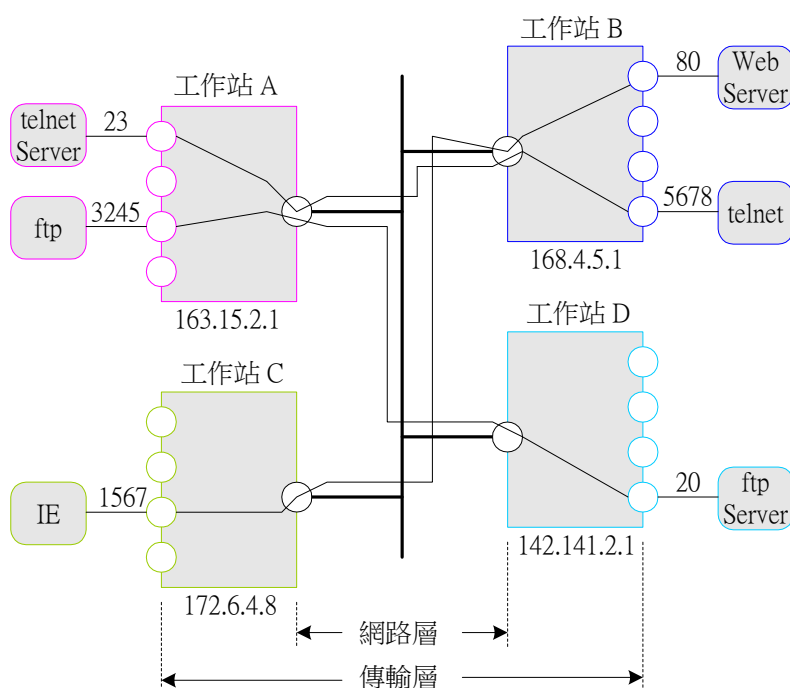 工作站 B
80
Web
Server
工作站 A
telnet
Server
23
3245
ftp
5678
telnet
168.4.5.1
163.15.2.1
工作站 D
工作站 C
1567
IE
20
ftp
Server
142.141.2.1
172.6.4.8
網路層
傳輸層